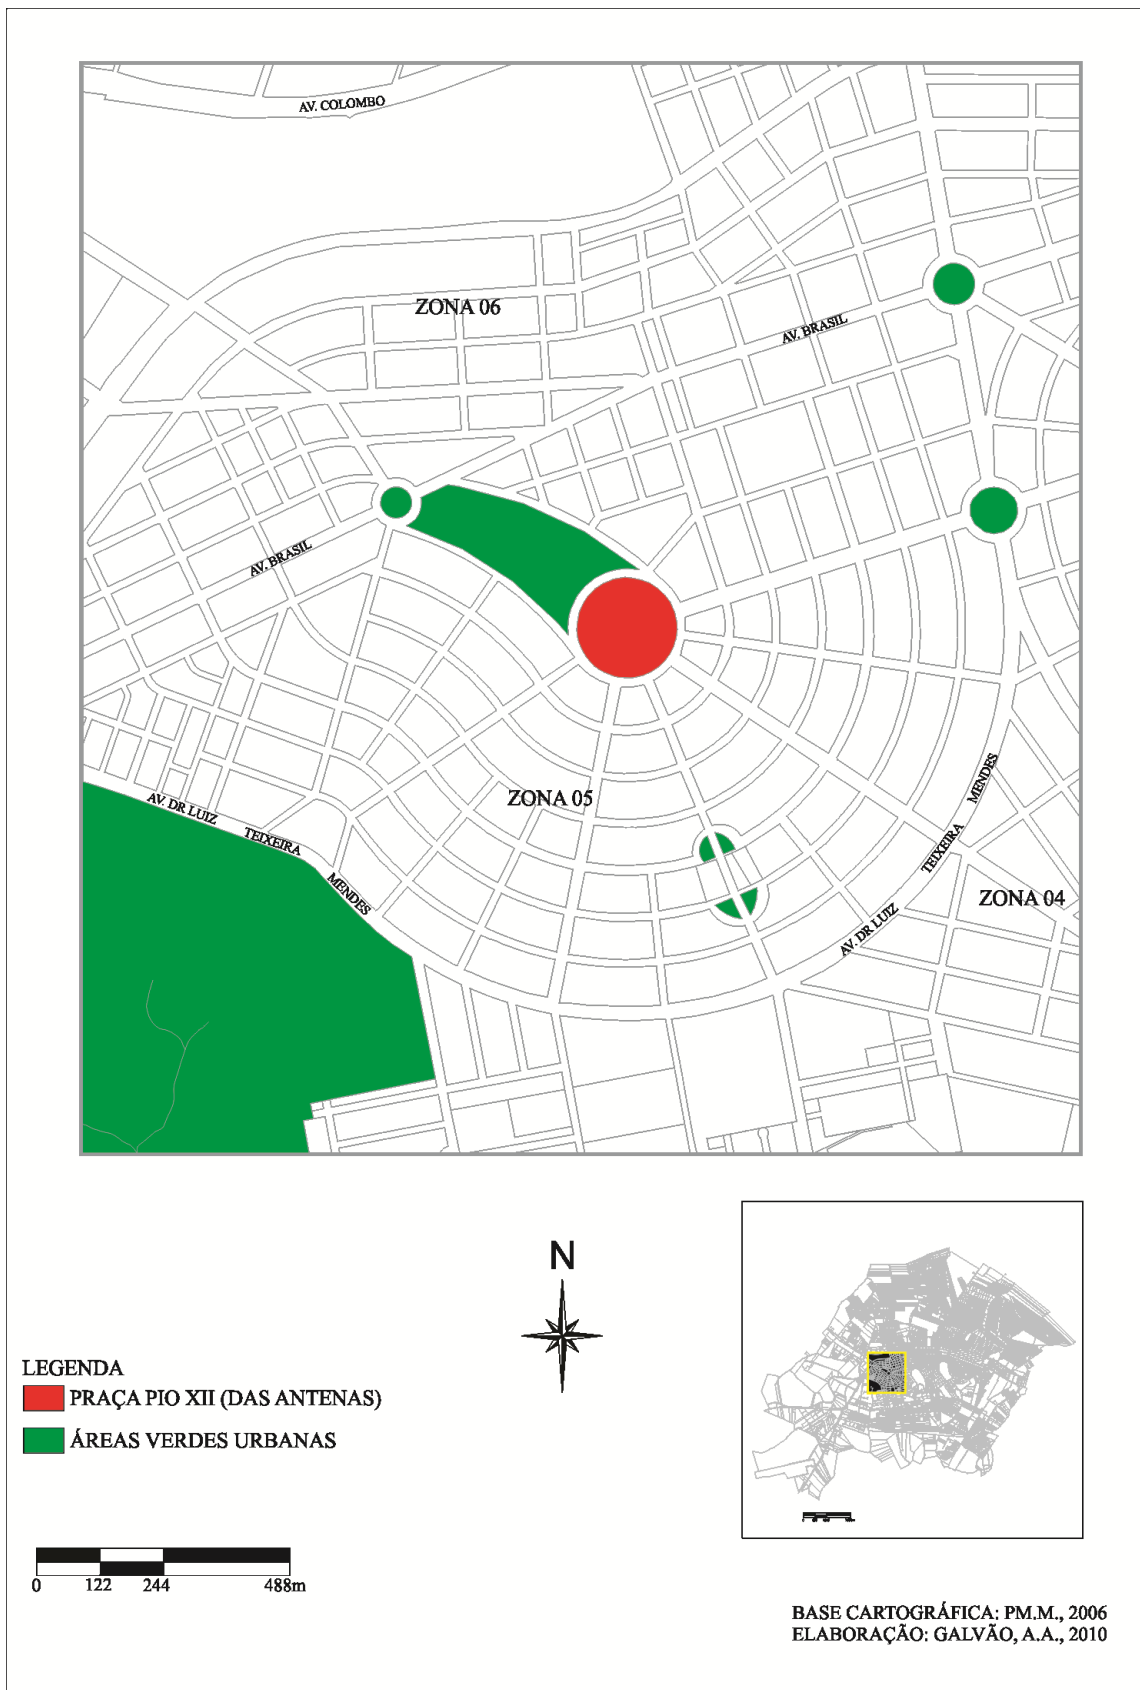 AV. COLOMBO
ZONA 06
AV. BRASIL
AV. BRASIL
ZONA 05
MENDES
TEIXEIRA
AV. DR LUIZ
ZONA 04
AV. DR LUIZ
TEIXEIRA
MENDES
N
LEGENDA
PRAÇA PIO XII (DAS ANTENAS)
ÁREAS VERDES URBANAS
0 122 244 488m
BASE CARTOGRÁFICA: PM.M., 2006
ELABORAÇÃO: GALVÃO, A.A., 2010